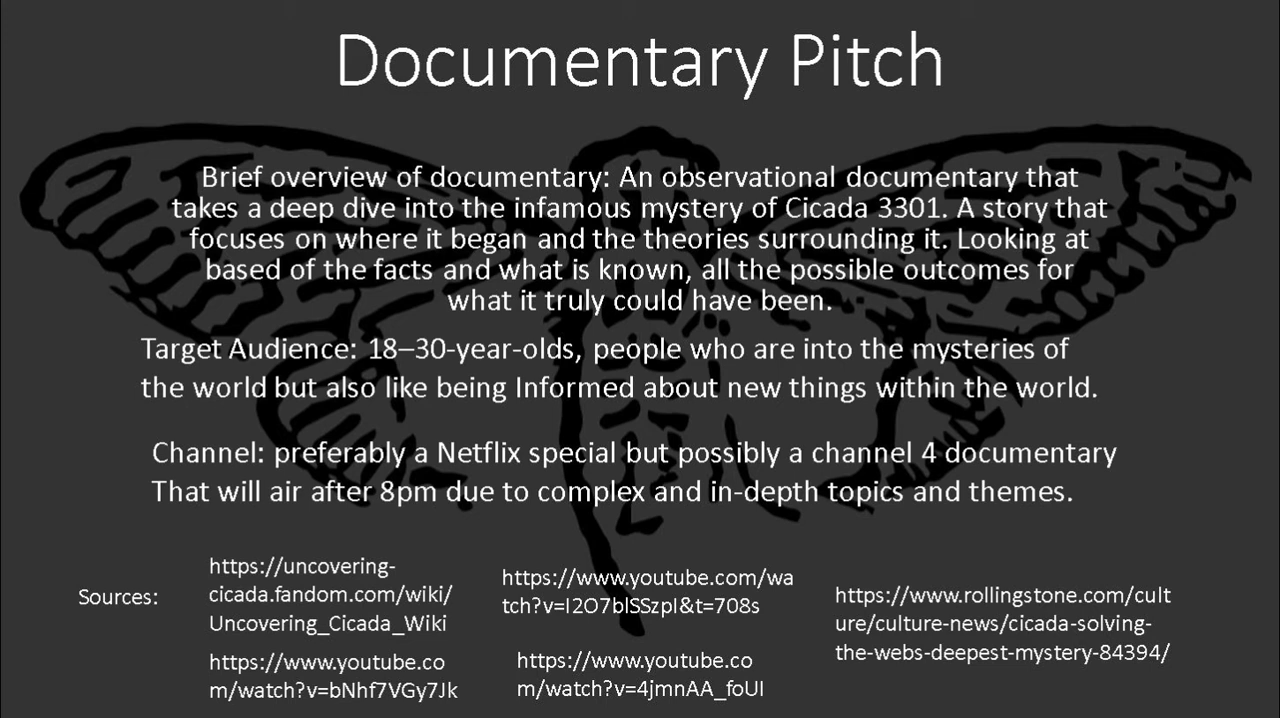 Documentary Pitch
Brief overview of documentary: An observational documentary that
takes a deep dive into the infamous mystery of Cicada 3301. A story that
focuses on where it began and the theories surrounding it. Looking at
based of the facts and what is known, all the possible outcomes for
what it truly could have been.
Target Audience: 18–30-year-olds, people who are into the mysteries of
the world but also like being Informed about new things within the world.
Channel: preferably a Netflix special but possibly a channel 4 documentary
That will air after 8pm due to complex and in-depth topics and themes.
Sources:
https://uncovering-
cicada.fandom.com/wiki/
Uncovering_Cicada_Wiki
https://www.youtube.com/wa
tch?v=I2O7blSSzpI&t=708s
https://www.rollingstone.com/cult
ure/culture-news/cicada-solving-
the-webs-deepest-mystery-84394/
https://www.youtube.co
m/watch?v=bNhf7VGy7Jk
https://www.youtube.co
m/watch?v=4jmnAA_foUI